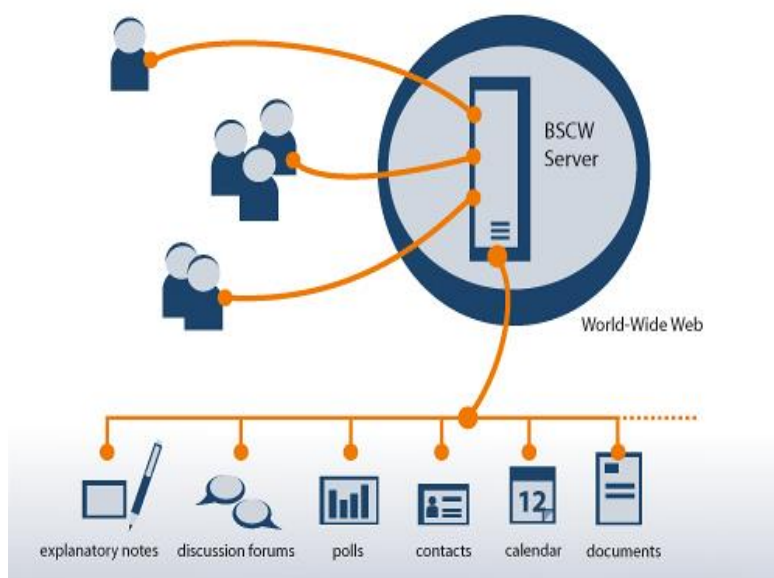 BSCW
Server
World-Wide Web
12
explanatory notes
discussion forums
polls
contacts
calendar
documents